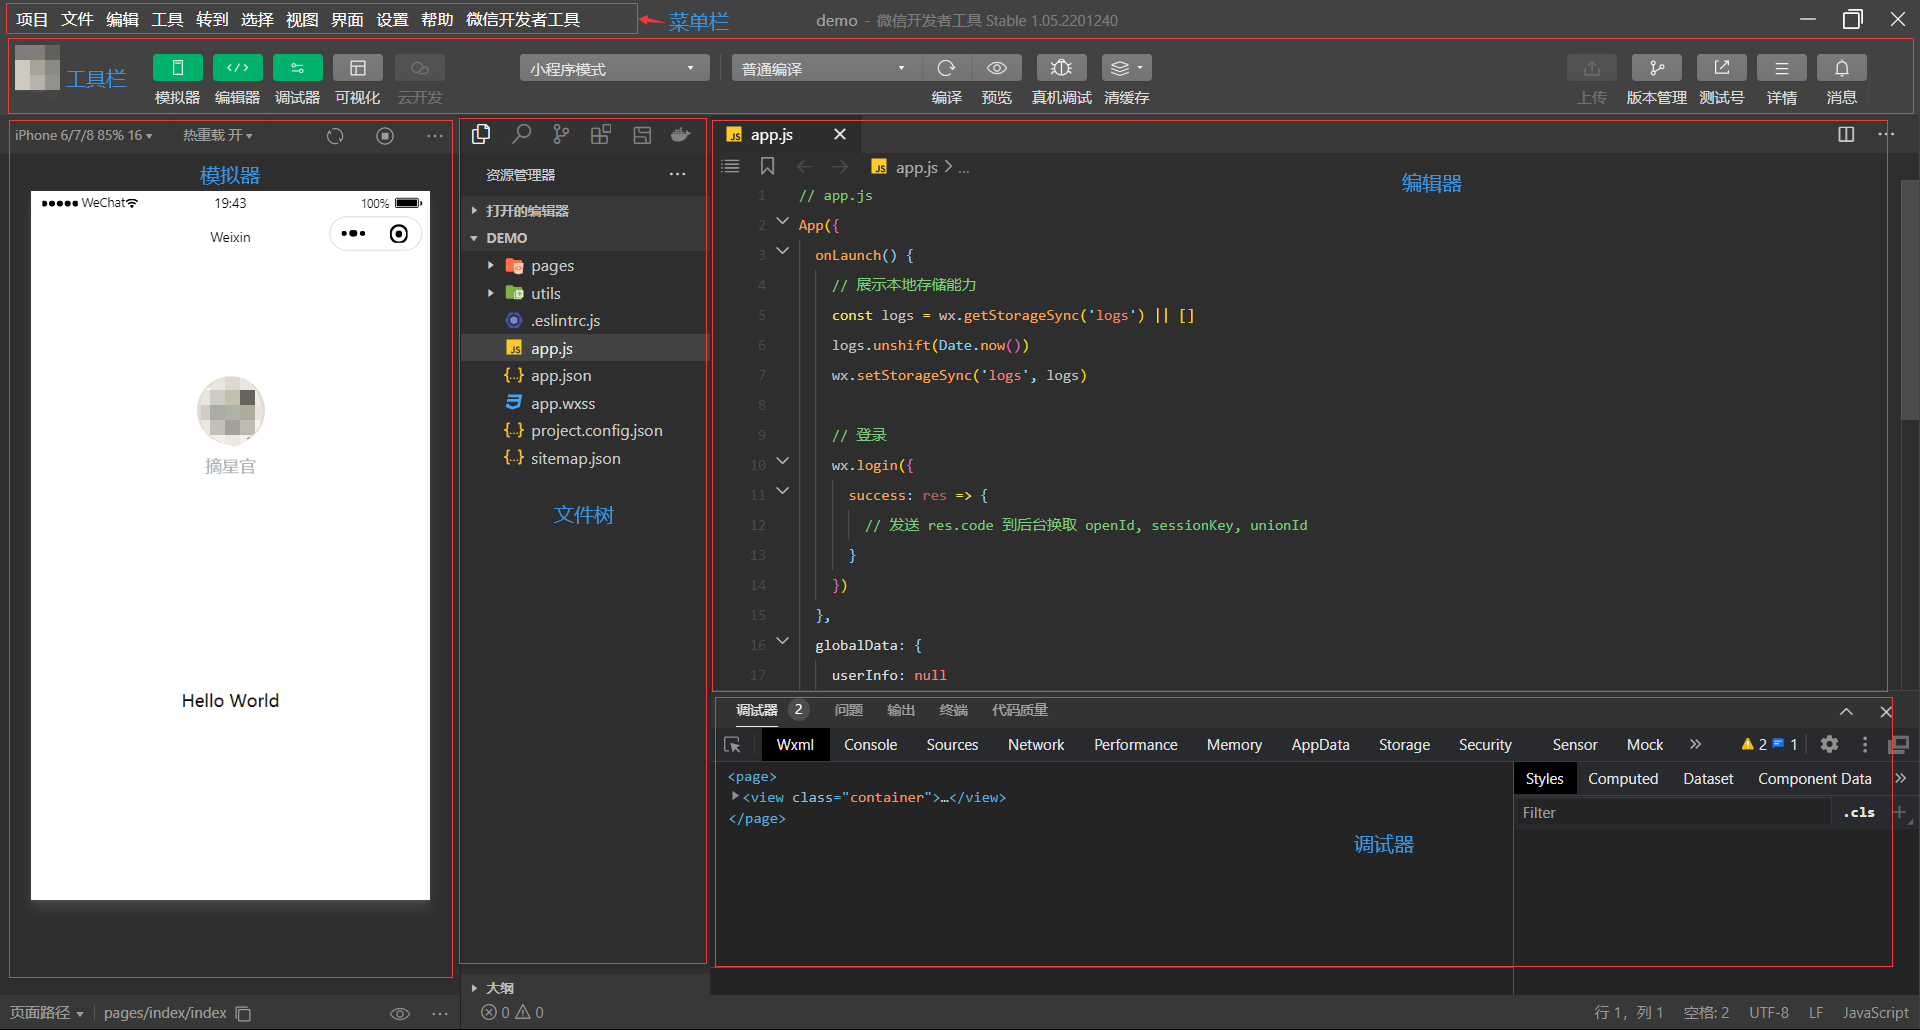 项目 文件 编辑 工具 转到 选择 视图 界面 设置 帮助 微信开发者工具
菜单栏
demo - 微信开发者工具 Stable 1.05.2201240
工具栏
模拟器 编辑器 调试器 可视化 云开发
小程序模式
普通编译
编译 预览 真机调试 清缓存
上传 版本管理 测试号 详情 消息
iPhone 6/7/8 85% 16
热重载 开
模拟器
WeChat
19:43
100%
Weixin
摘星官
Hello World
页面路径
pages/index/index
资源管理器
打开的编辑器
DEMO
pages
utils
.eslintrc.js
JS app.js
{..} app.json
app.wxss
{..} project.config.json
{..} sitemap.json
文件树
大纲
0 0
JS app.js
JS app.js > ...
编辑器
1 // app.js
2 App({
3 onLaunch() {
4 // 展示本地存储能力
5 const logs = wx.getStorageSync('logs') || []
6 logs.unshift(Date.now())
7 wx.setStorageSync('logs', logs)
8
9 // 登录
10 wx.login({
11 success: res => {
12 // 发送 res.code 到后台换取 openId, sessionKey, unionId
13 }
14 })
15 },
16 globalData: {
17 userInfo: null
调试器 2 问题 输出 终端 代码质量
Wxml Console Sources Network Performance Memory AppData Storage Security Sensor Mock » 2 1
<page>
<view class="container">…</view>
</page>
调试器
Styles Computed Dataset Component Data »
Filter
.cls +
行 1，列 1 空格: 2 UTF-8 LF JavaScript